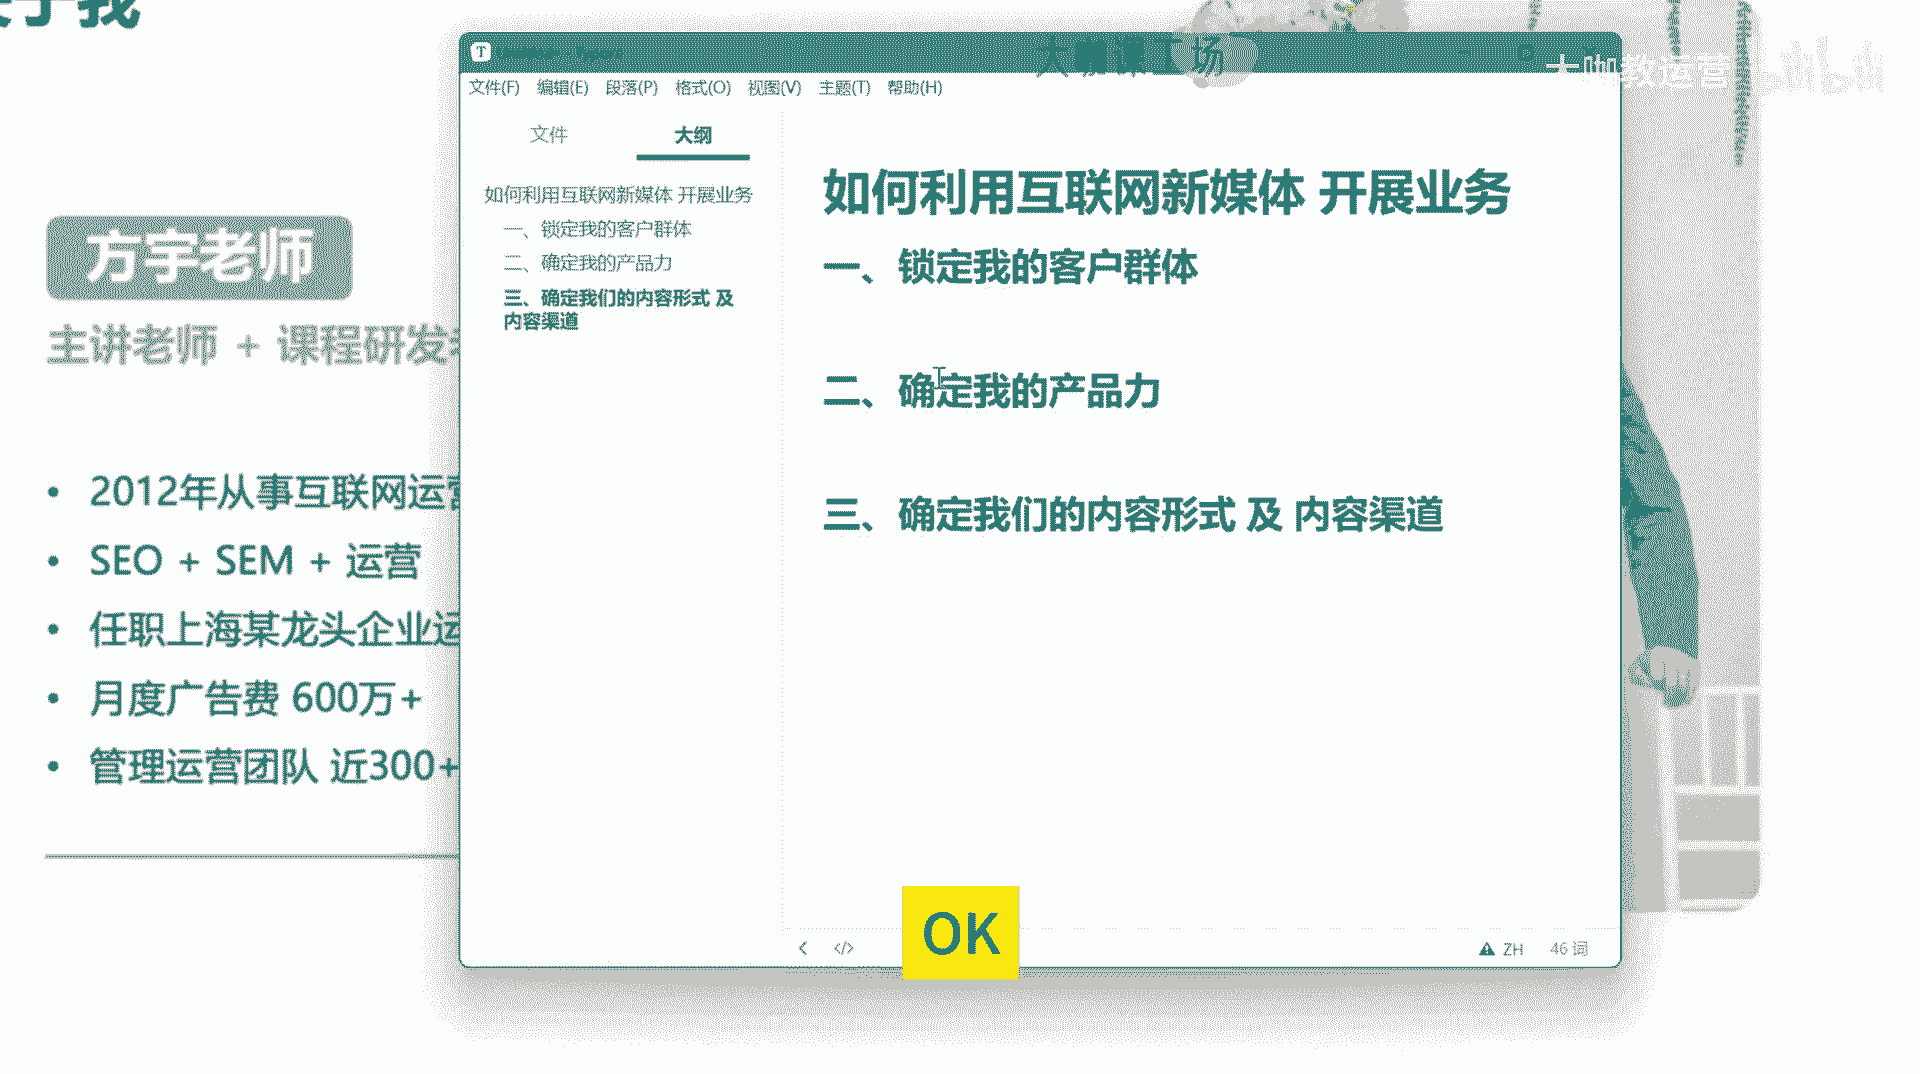 关于我
方宇老师
主讲老师 + 课程研发
• 2012年从事互联网运营
• SEO + SEM + 运营
• 任职上海某龙头企业运
• 月度广告费 600万+
• 管理运营团队 近300+
文件(F) 编辑(E) 段落(P) 格式(O) 视图(V) 主题(T) 帮助(H)
文件 大纲
如何利用互联网新媒体 开展业务
一、锁定我的客户群体
二、确定我的产品力
三、确定我们的内容形式 及
内容渠道
如何利用互联网新媒体 开展业务
一、锁定我的客户群体
二、确定我的产品力
三、确定我们的内容形式 及 内容渠道
大咖教运营 bilibili
</> ZH 46 词
OK